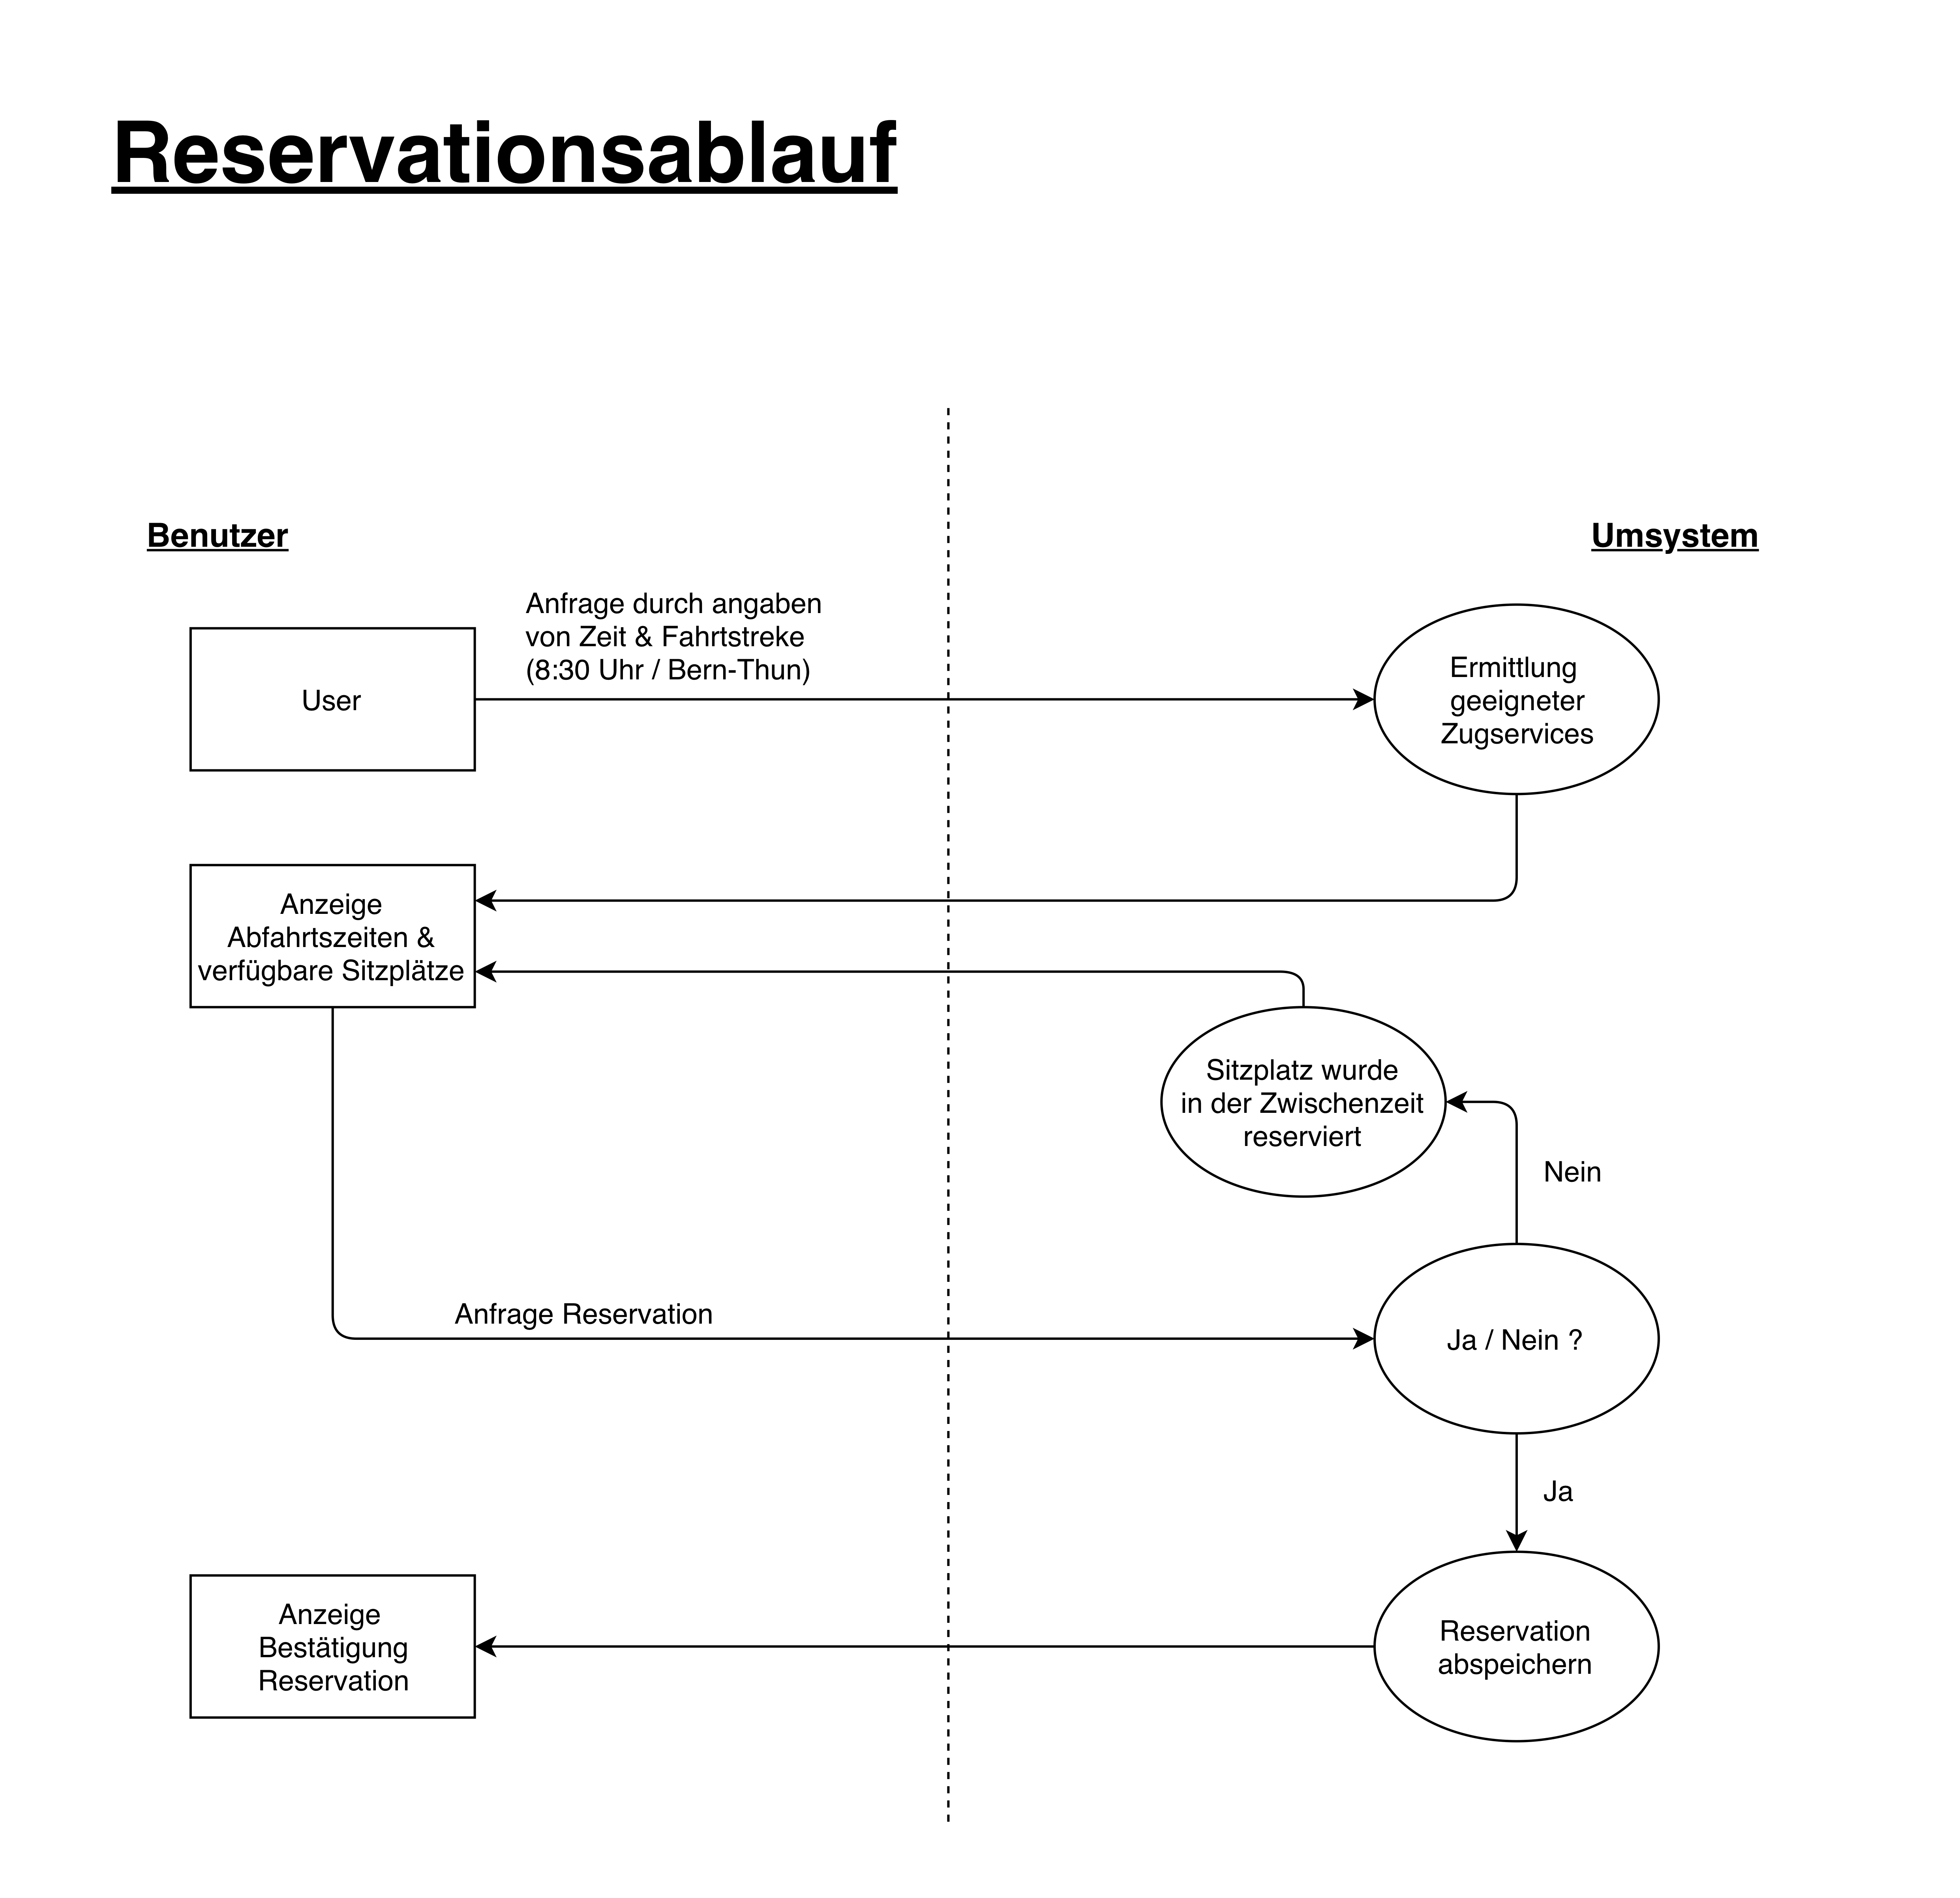 Reservationsablauf
Benutzer
Umsystem
Anfrage durch angaben
von Zeit & Fahrtstreke
(8:30 Uhr / Bern-Thun)
User
Ermittlung
geeigneter
Zugservices
Anzeige
Abfahrtszeiten &
verfügbare Sitzplätze
Sitzplatz wurde
in der Zwischenzeit
reserviert
Nein
Anfrage Reservation
Ja / Nein ?
Ja
Anzeige
Bestätigung
Reservation
Reservation
abspeichern